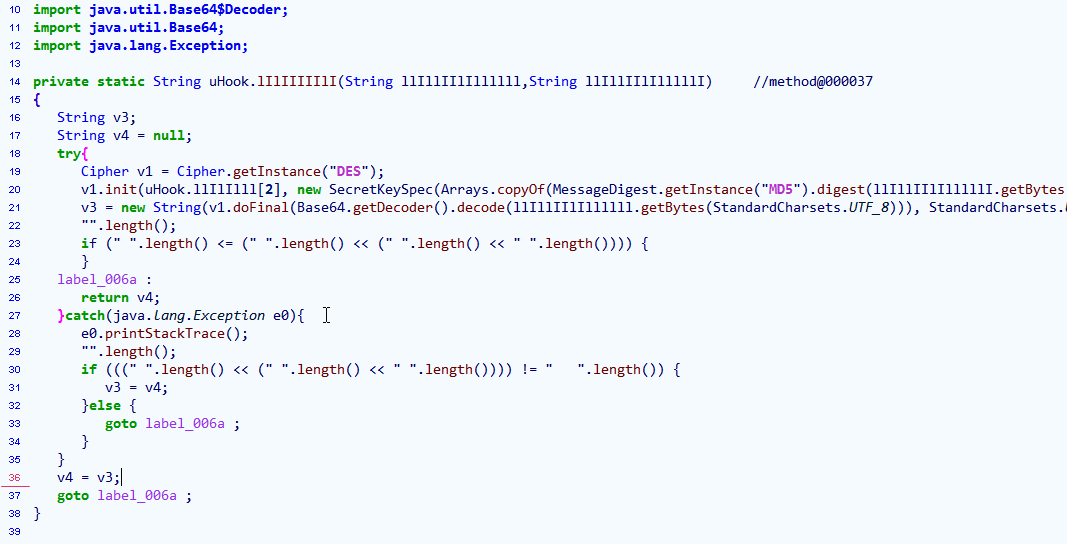 10 import java.util.Base64$Decoder;
11 import java.util.Base64;
12 import java.lang.Exception;
13
14 private static String uHook.lIlIIIIIlI(String llIllIIlIllllll,String llIllIIlIlllllI) //method@000037
15 {
16 String v3;
17 String v4 = null;
18 try{
19 Cipher v1 = Cipher.getInstance("DES");
20 v1.init(uHook.llIlIlll[2], new SecretKeySpec(Arrays.copyOf(MessageDigest.getInstance("MD5").digest(llIllIIlIlllllI.getBytes
21 v3 = new String(v1.doFinal(Base64.getDecoder().decode(llIllIIlIllllll.getBytes(StandardCharsets.UTF_8))), StandardCharsets.
22 "".length();
23 if (" ".length() <= (" ".length() << (" ".length() << " ".length()))) {
24 }
25 label_006a :
26 return v4;
27 }catch(java.lang.Exception e0){
28 e0.printStackTrace();
29 "".length();
30 if (((" ".length() << (" ".length() << " ".length()))) != "   ".length()) {
31 v3 = v4;
32 }else {
33 goto label_006a ;
34 }
35 }
36 v4 = v3;
37 goto label_006a ;
38 }
39